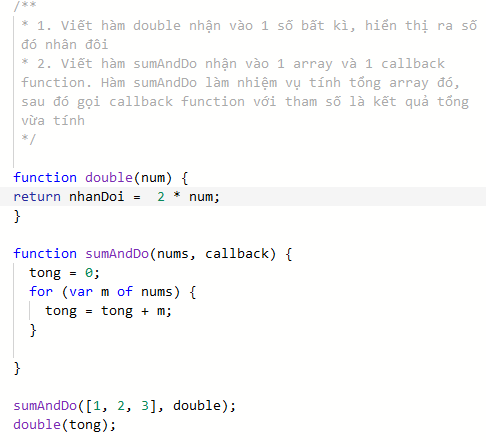 /**
* 1. Viết hàm double nhận vào 1 số bất kì, hiển thị ra số
đó nhân đôi
* 2. Viết hàm sumAndDo nhận vào 1 array và 1 callback
function. Hàm sumAndDo làm nhiệm vụ tính tổng array đó,
sau đó gọi callback function với tham số là kết quả tổng
vừa tính
*/
function double(num) {
return nhanDoi =  2 * num;
}
function sumAndDo(nums, callback) {
  tong = 0;
  for (var m of nums) {
    tong = tong + m;
  }
}
sumAndDo([1, 2, 3], double);
double(tong);